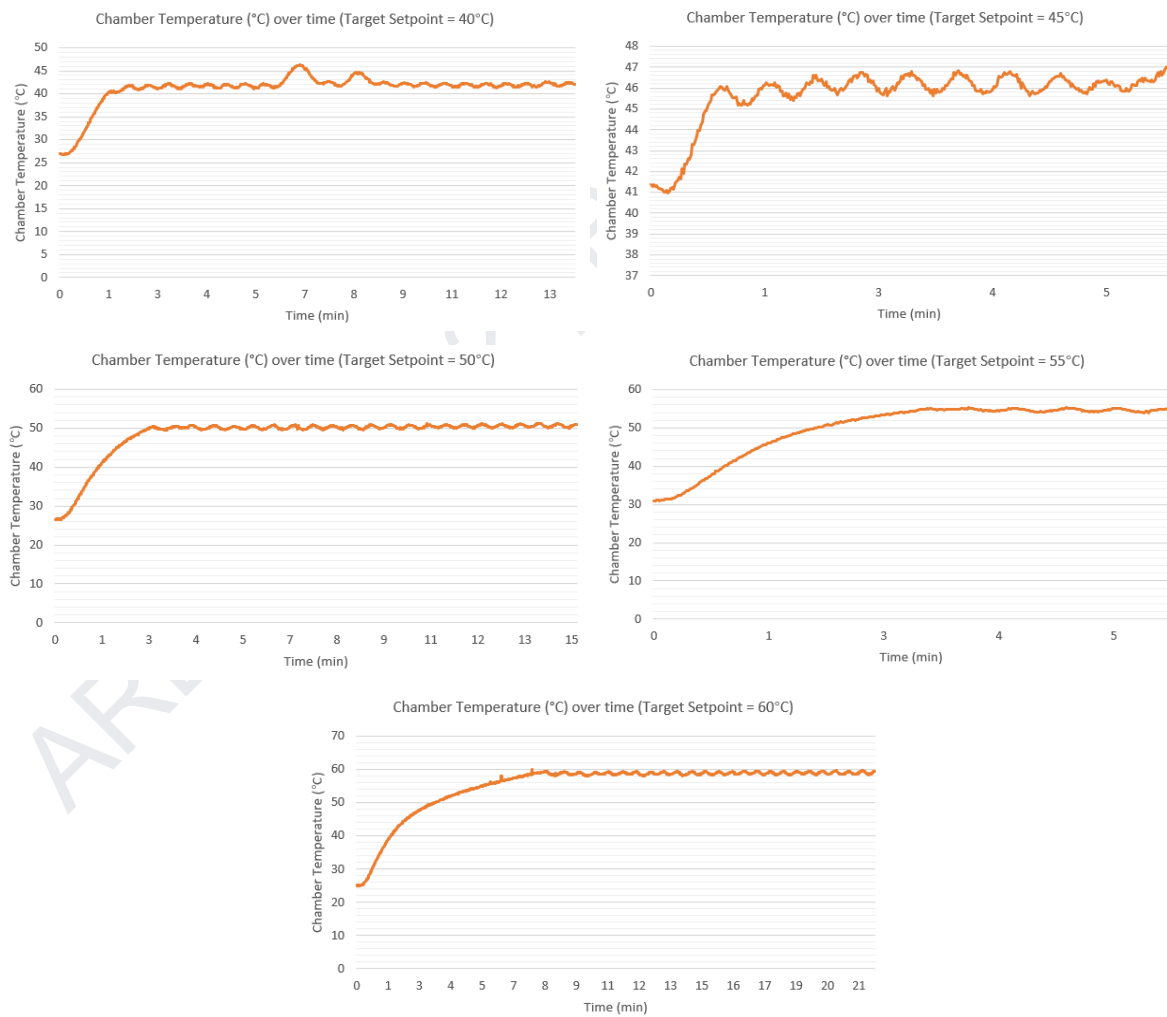 Chamber Temperature (°C) over time (Target Setpoint = 40°C)
Chamber Temperature (°C)
50
45
40
35
30
25
20
15
10
5
0
0 1 3 4 5 7 8 9 11 12 13
Time (min)
Chamber Temperature (°C) over time (Target Setpoint = 45°C)
Chamber Temperature (°C)
48
47
46
45
44
43
42
41
40
39
38
37
0 1 3 4 5
Time (min)
Chamber Temperature (°C) over time (Target Setpoint = 50°C)
Chamber Temperature (°C)
60
50
40
30
20
10
0
0 1 3 4 5 7 8 9 11 12 13 15
Time (min)
Chamber Temperature (°C) over time (Target Setpoint = 55°C)
Chamber Temperature (°C)
60
50
40
30
20
10
0
0 1 3 4 5
Time (min)
Chamber Temperature (°C) over time (Target Setpoint = 60°C)
Chamber Temperature (°C)
70
60
50
40
30
20
10
0
0 1 3 4 5 7 8 9 11 12 13 15 16 17 19 20 21
Time (min)